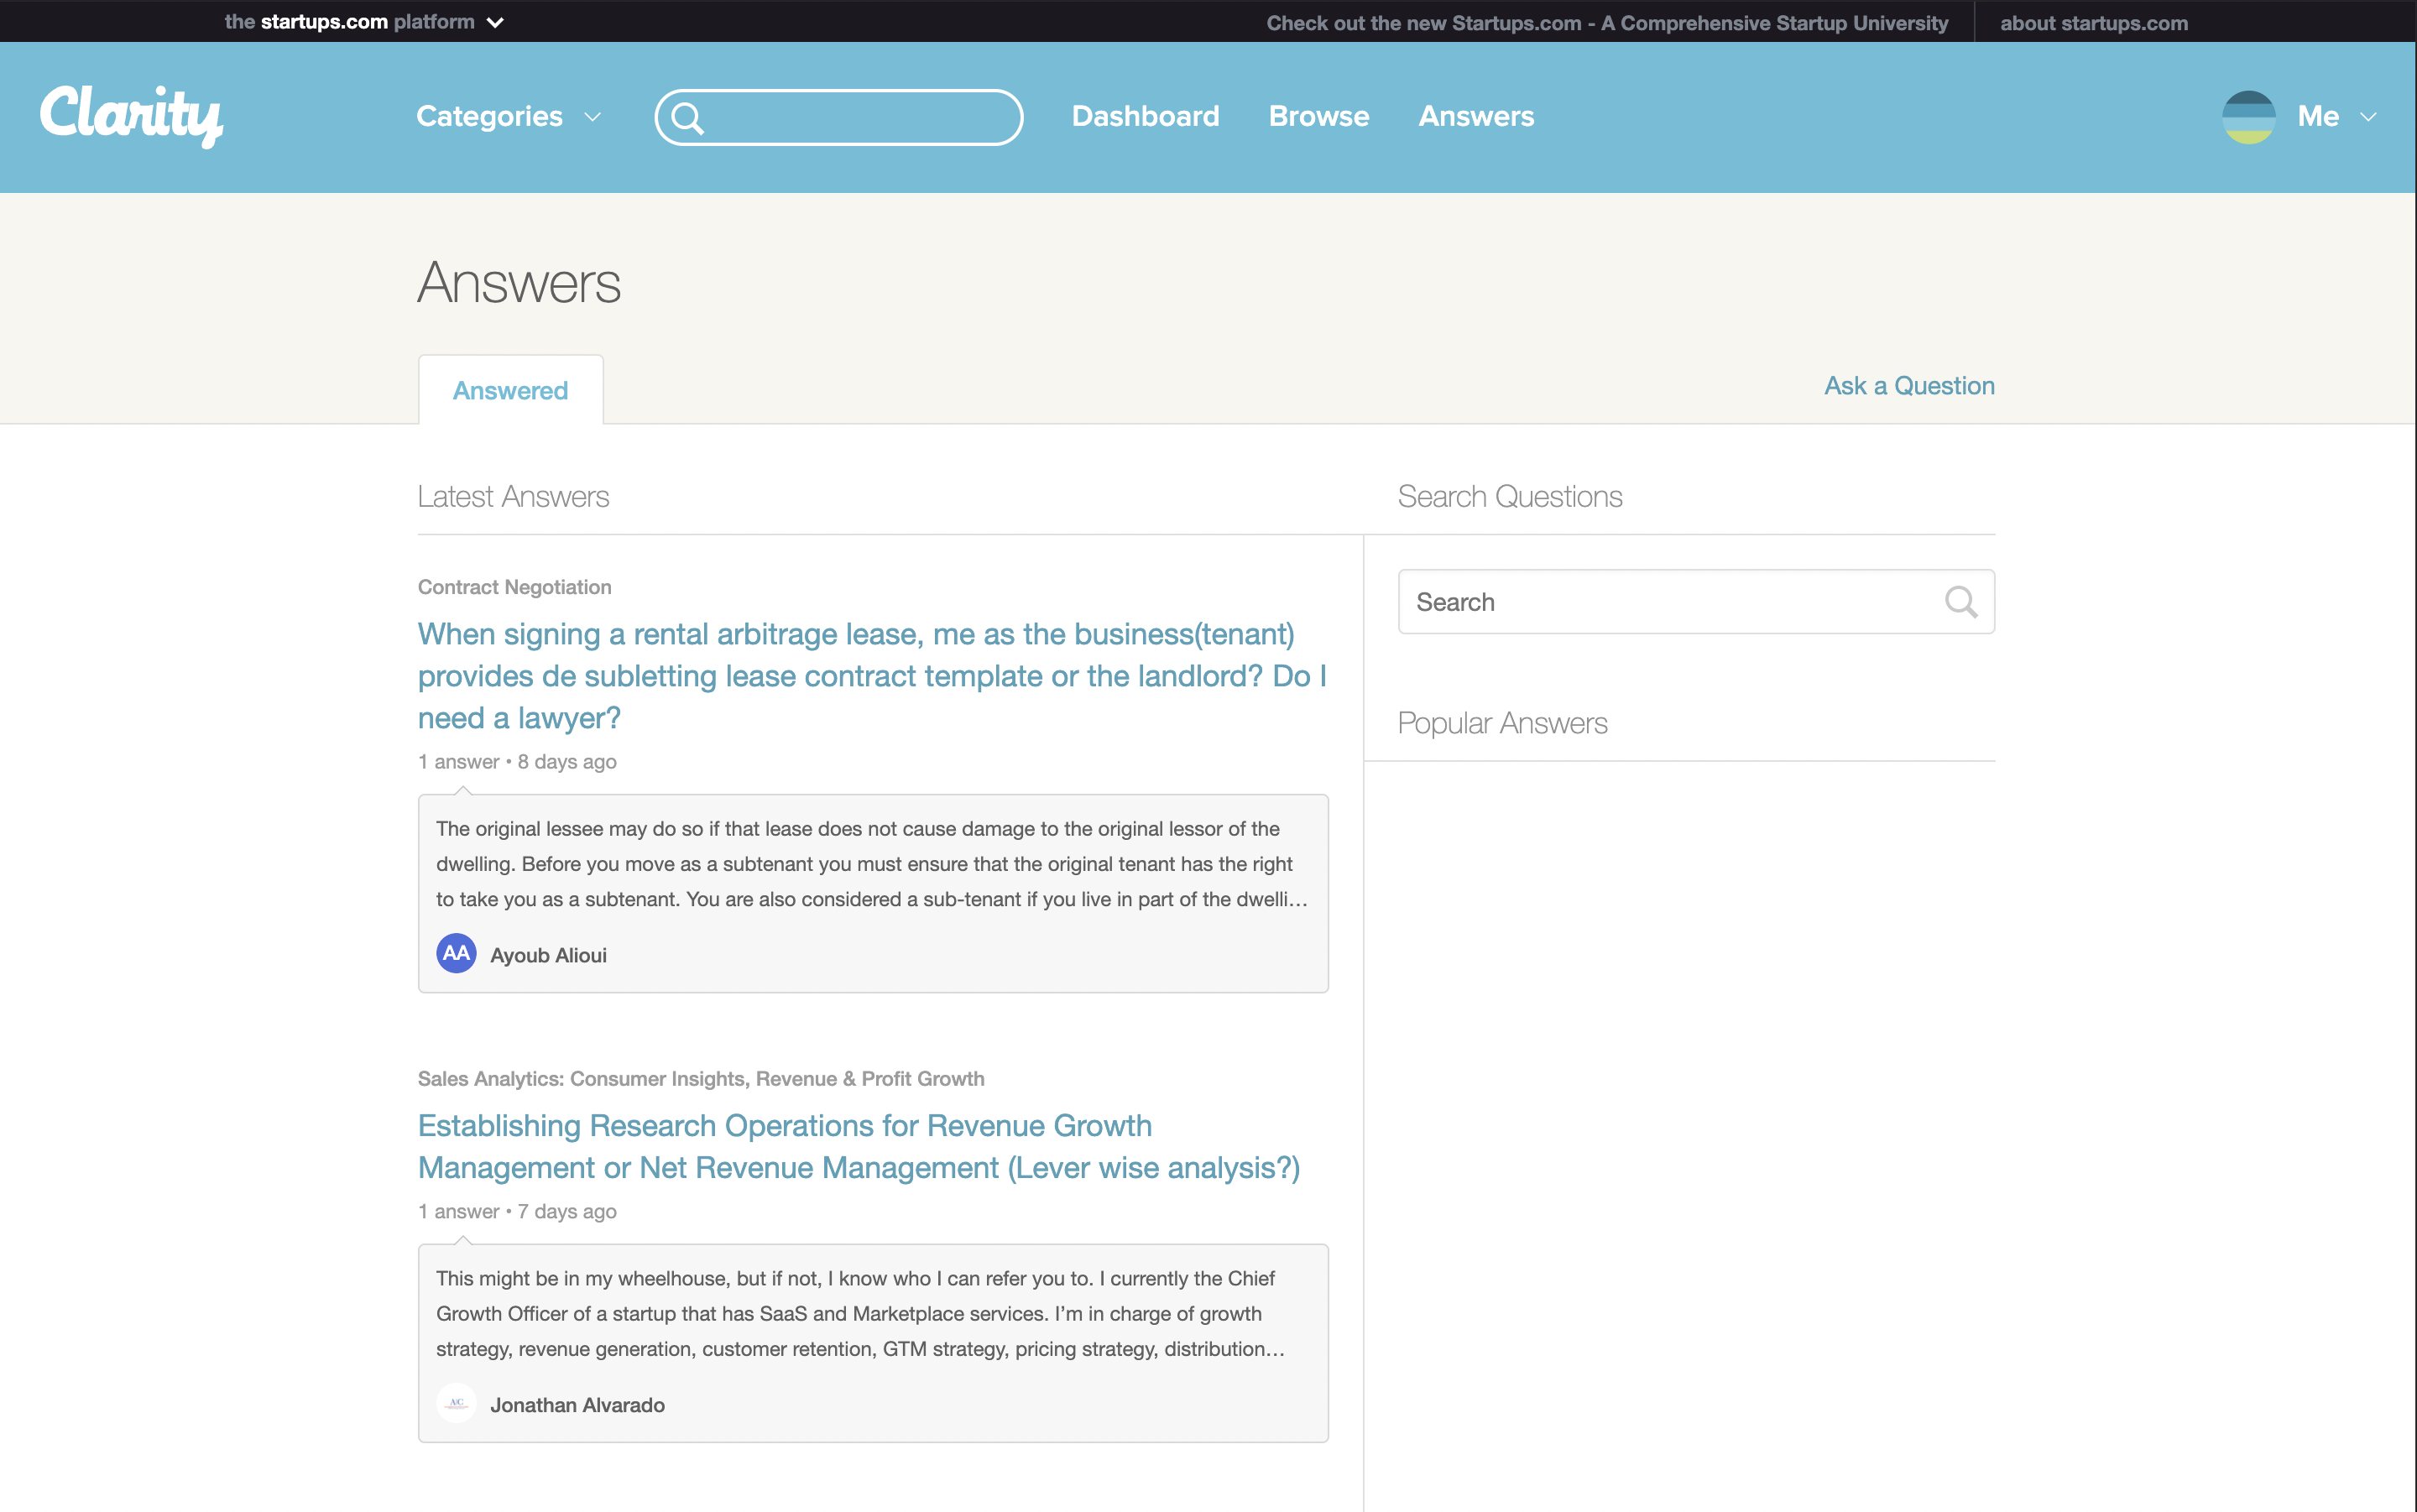 the startups.com platform
Check out the new Startups.com - A Comprehensive Startup University
about startups.com
Clarity
Categories
Dashboard
Browse
Answers
Me
Answers
Answered
Ask a Question
Latest Answers
Contract Negotiation
When signing a rental arbitrage lease, me as the business(tenant)
provides de subletting lease contract template or the landlord? Do I
need a lawyer?
1 answer • 8 days ago
The original lessee may do so if that lease does not cause damage to the original lessor of the
dwelling. Before you move as a subtenant you must ensure that the original tenant has the right
to take you as a subtenant. You are also considered a sub-tenant if you live in part of the dwelli...
AA
Ayoub Alioui
Sales Analytics: Consumer Insights, Revenue & Profit Growth
Establishing Research Operations for Revenue Growth
Management or Net Revenue Management (Lever wise analysis?)
1 answer • 7 days ago
This might be in my wheelhouse, but if not, I know who I can refer you to. I currently the Chief
Growth Officer of a startup that has SaaS and Marketplace services. I'm in charge of growth
strategy, revenue generation, customer retention, GTM strategy, pricing strategy, distribution...
Jonathan Alvarado
Search Questions
Search
Popular Answers